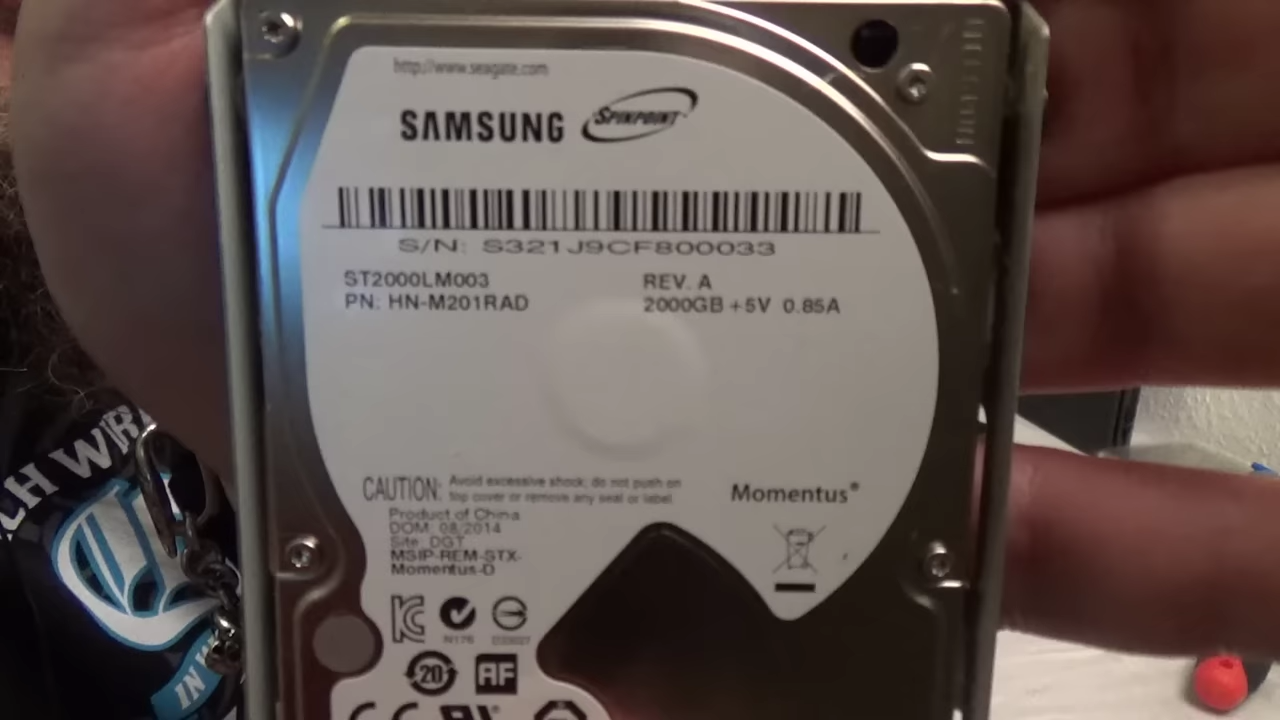 http://www.seagate.com
SAMSUNG SPINPOINT
S/N: S321J9CF800033
ST2000LM003 REV. A
PN: HN-M201RAD 2000GB +5V 0.85A
CAUTION: Avoid excessive shock; do not push on
top cover or remove any seal or label.
Momentus®
Product of China
DOM: 08/2014
Site: DGT
MSIP-REM-STX-
Momentus-D
N176
20 AF
IN